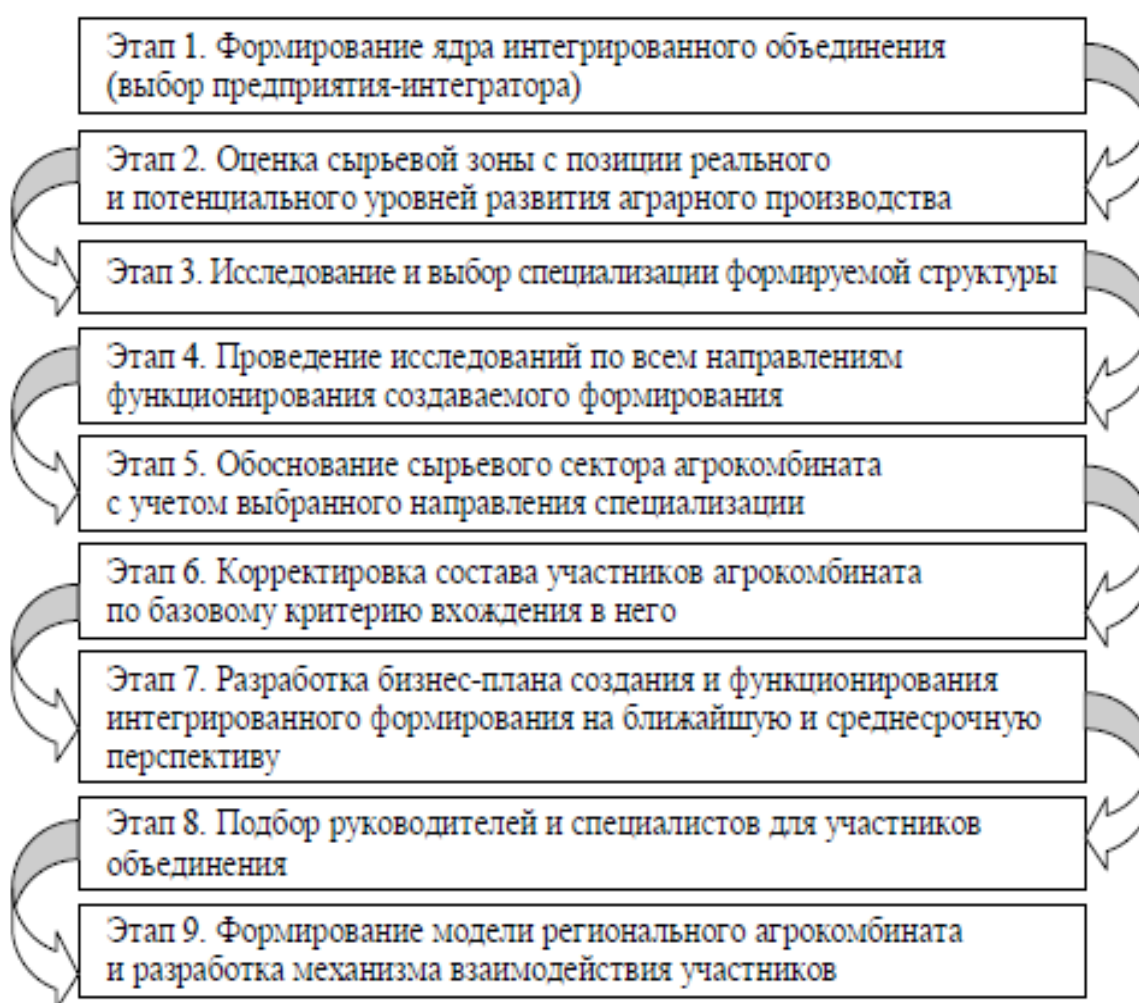 Этап 1. Формирование ядра интегрированного объединения
(выбор предприятия-интегратора)
Этап 2. Оценка сырьевой зоны с позиции реального
и потенциального уровней развития аграрного производства
Этап 3. Исследование и выбор специализации формируемой структуры
Этап 4. Проведение исследований по всем направлениям
функционирования создаваемого формирования
Этап 5. Обоснование сырьевого сектора агрокомбината
с учетом выбранного направления специализации
Этап 6. Корректировка состава участников агрокомбината
по базовому критерию вхождения в него
Этап 7. Разработка бизнес-плана создания и функционирования
интегрированного формирования на ближайшую и среднесрочную
перспективу
Этап 8. Подбор руководителей и специалистов для участников
объединения
Этап 9. Формирование модели регионального агрокомбината
и разработка механизма взаимодействия участников